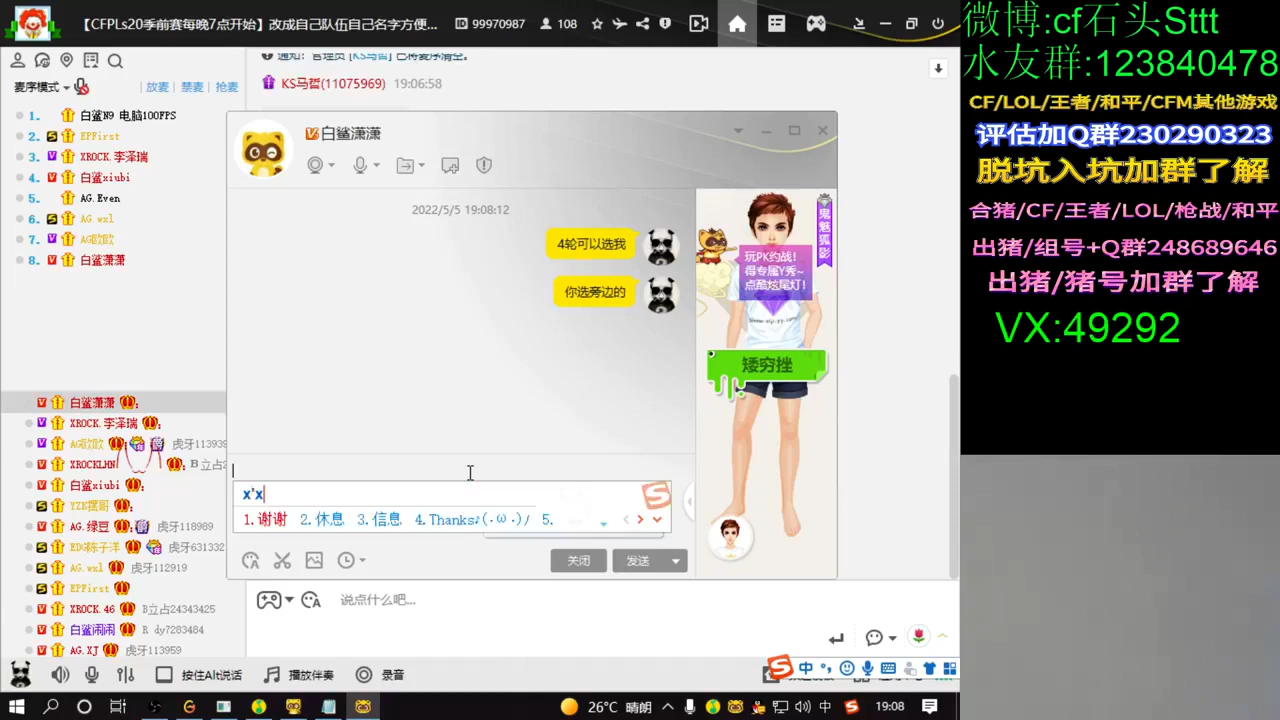 【CFPLs20季前赛每晚7点开始】改成自己队伍自己名字方便...
ID 99970987
108
通知: 管理员 [KS马哲] 已将麦序清空。
KS马哲(11075969) 19:06:58
麦序模式
放麦 禁麦 抱麦
1. 白鲨N9 电脑100FPS
2. EPFirst
3. XROCK.李泽瑞
4. 白鲨xiubi
5. AG.Even
6. AG.wxl
7. AG欧欧
8. 白鲨潇潇
白鲨潇潇
XROCK.李泽瑞
AG欧欧 虎牙113939
XROCKLHN B立占2
白鲨xiubi
YZK摆哥
AG.绿豆 虎牙118989
EDG陈子洋 虎牙631332
AG.wxl 虎牙112919
EPFirst
XROCK.46 B立占24343425
白鲨闹闹 R dy7283484
AG.XJ 虎牙113959
按住Alt说话
播放伴奏
录音
白鲨潇潇
2022/5/5 19:08:12
4轮可以选我
你选旁边的
鬼魅狐影
玩PK约战!
得专属Y秀~
点酷炫尾灯!
矮穷挫
x'x
1.谢谢 2.休息 3.信息 4.Thanks♪(･ω･)/ 5.
关闭
发送
说点什么吧...
中
26°C 晴朗
中
19:08
微博:cf石头Sttt
水友群:123840478
CF/LOL/王者/和平/CFM其他游戏
评估加Q群230290323
脱坑入坑加群了解
合猪/CF/王者/LOL/枪战/和平
出猪/组号+Q群248689646
出猪/猪号加群了解
VX:49292